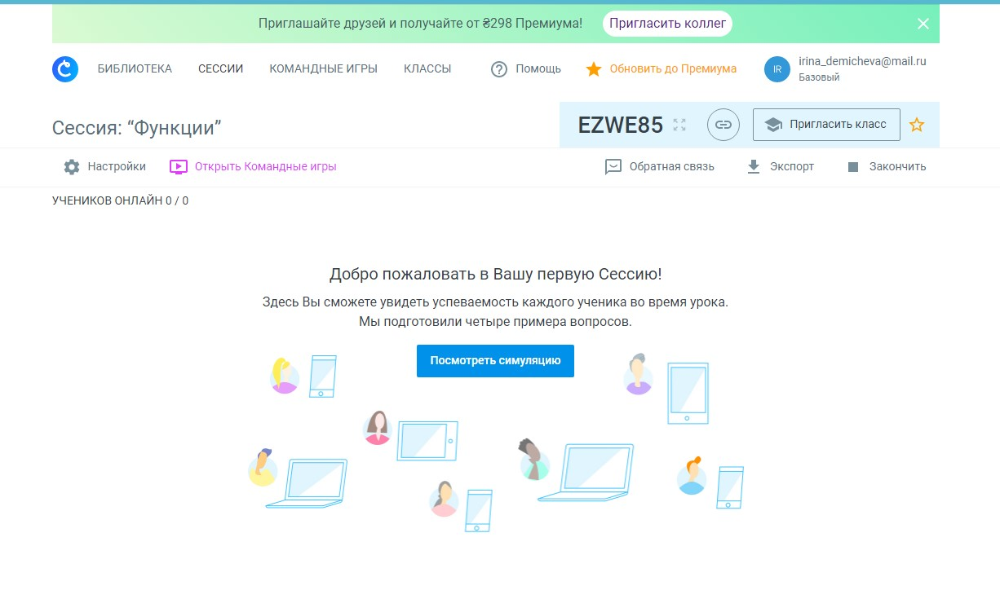 Приглашайте друзей и получайте от ₴298 Премиума! Пригласить коллег
БИБЛИОТЕКА СЕССИИ КОМАНДНЫЕ ИГРЫ КЛАССЫ Помощь Обновить до Премиума IR irina_demicheva@mail.ru
Базовый
Сессия: “Функции” EZWE85 Пригласить класс
Настройки Открыть Командные игры Обратная связь Экспорт Закончить
УЧЕНИКОВ ОНЛАЙН 0 / 0
Добро пожаловать в Вашу первую Сессию!
Здесь Вы сможете увидеть успеваемость каждого ученика во время урока.
Мы подготовили четыре примера вопросов.
Посмотреть симуляцию